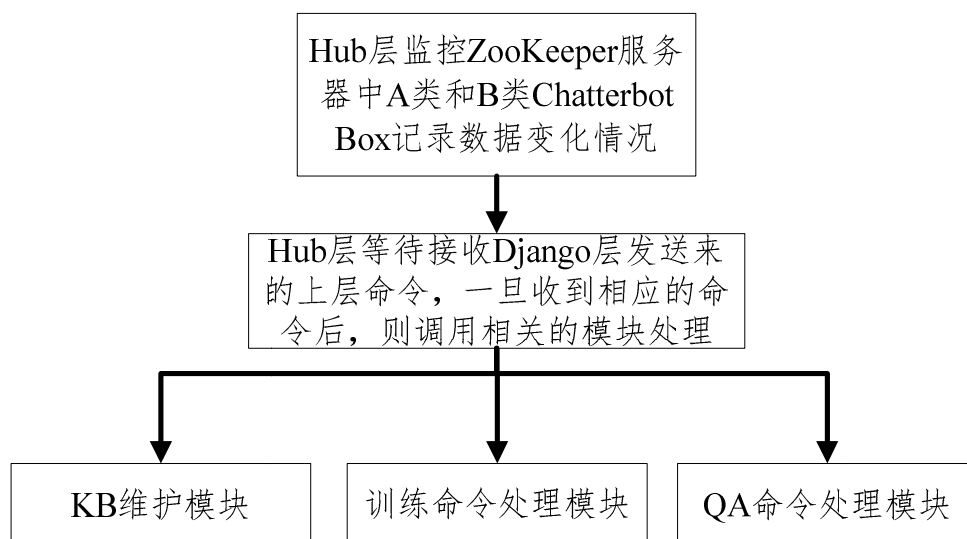 Hub层监控ZooKeeper服务
器中A类和B类Chatterbot
Box记录数据变化情况
Hub层等待接收Django层发送来
的上层命令，一旦收到相应的命
令后，则调用相关的模块处理
KB维护模块
训练命令处理模块
QA命令处理模块